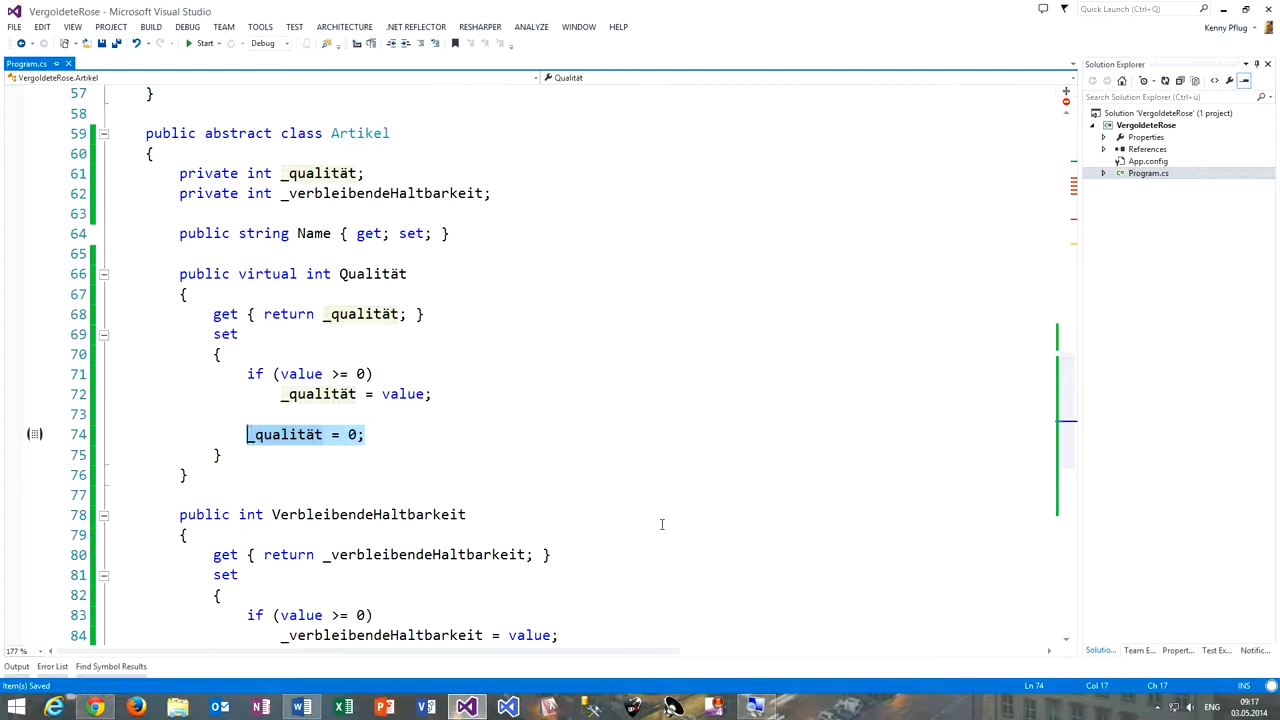 VergoldeteRose - Microsoft Visual Studio
Quick Launch (Ctrl+Q)
FILE EDIT VIEW PROJECT BUILD DEBUG TEAM TOOLS TEST ARCHITECTURE .NET REFLECTOR RESHARPER ANALYZE WINDOW HELP
Kenny Pflug
Start Debug
Program.cs
VergoldeteRose.Artikel
Qualität
57 }
58
59 public abstract class Artikel
60 {
61 private int _qualität;
62 private int _verbleibendeHaltbarkeit;
63
64 public string Name { get; set; }
65
66 public virtual int Qualität
67 {
68 get { return _qualität; }
69 set
70 {
71 if (value >= 0)
72 _qualität = value;
73
74 _qualität = 0;
75 }
76 }
77
78 public int VerbleibendeHaltbarkeit
79 {
80 get { return _verbleibendeHaltbarkeit; }
81 set
82 {
83 if (value >= 0)
84 _verbleibendeHaltbarkeit = value;
177 %
Solution Explorer
Search Solution Explorer (Ctrl+ü)
Solution 'VergoldeteRose' (1 project)
VergoldeteRose
Properties
References
App.config
Program.cs
Solutio... Team E... Propert... Test Ex... Notific...
Output Error List Find Symbol Results
Item(s) Saved
Ln 74 Col 17 Ch 17 INS
ENG
09:17
03.05.2014